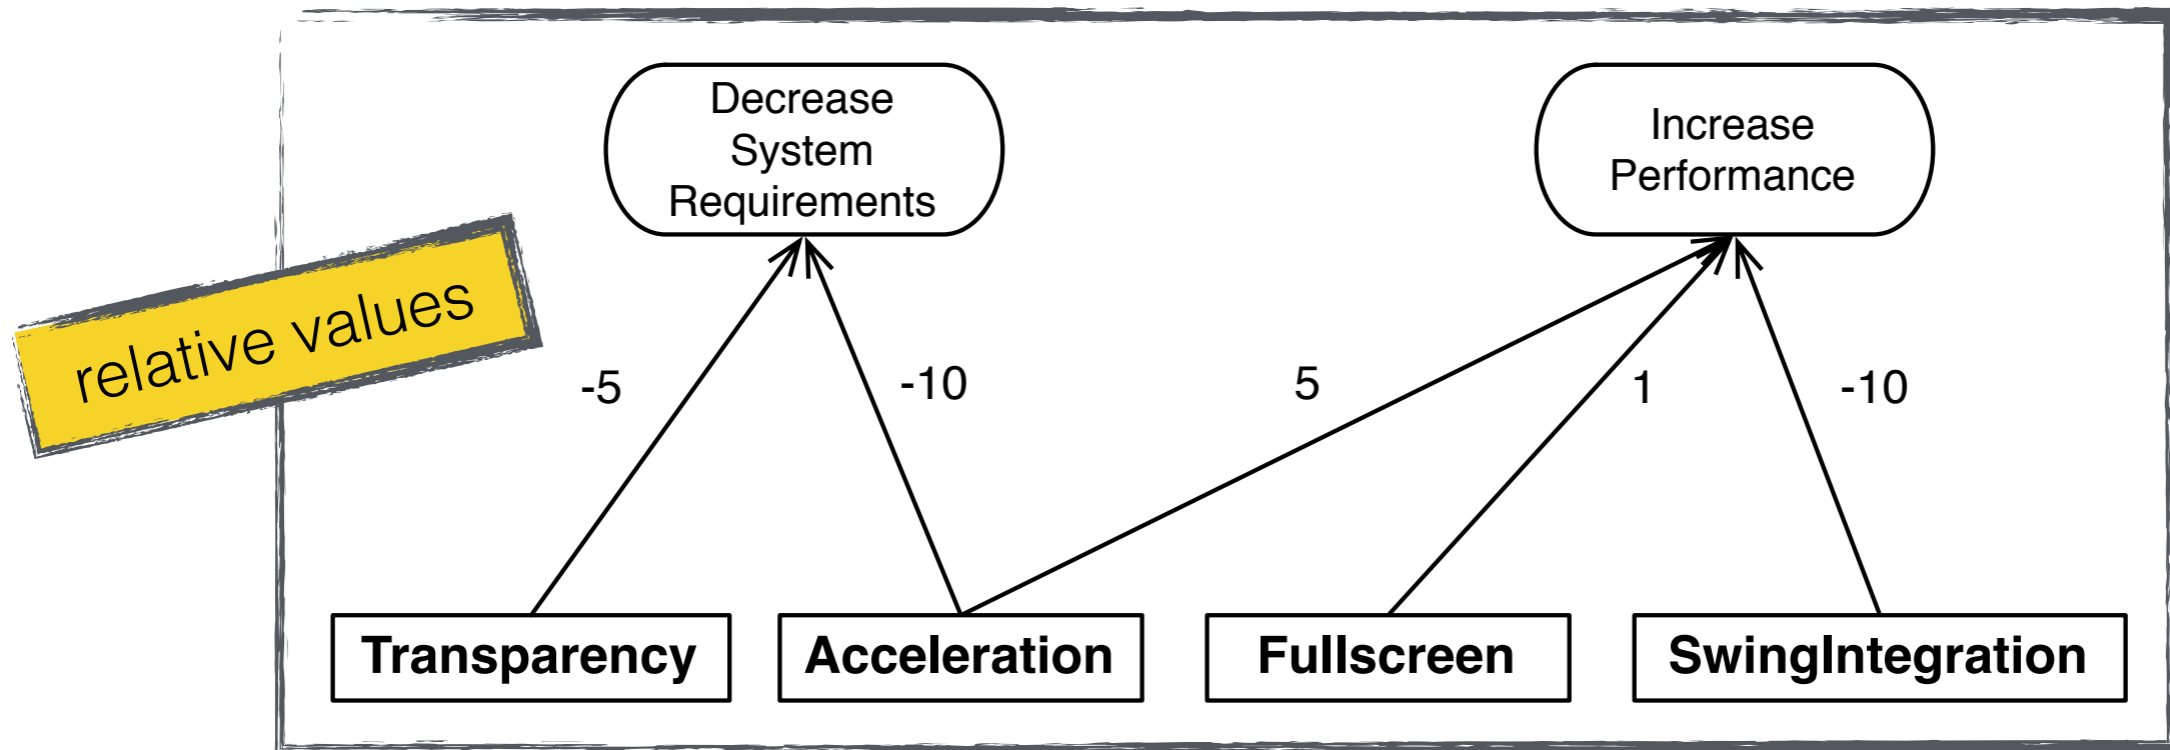 Decrease
System
Requirements
Increase
Performance
relative values
-5
-10
5
1
-10
Transparency
Acceleration
Fullscreen
SwingIntegration